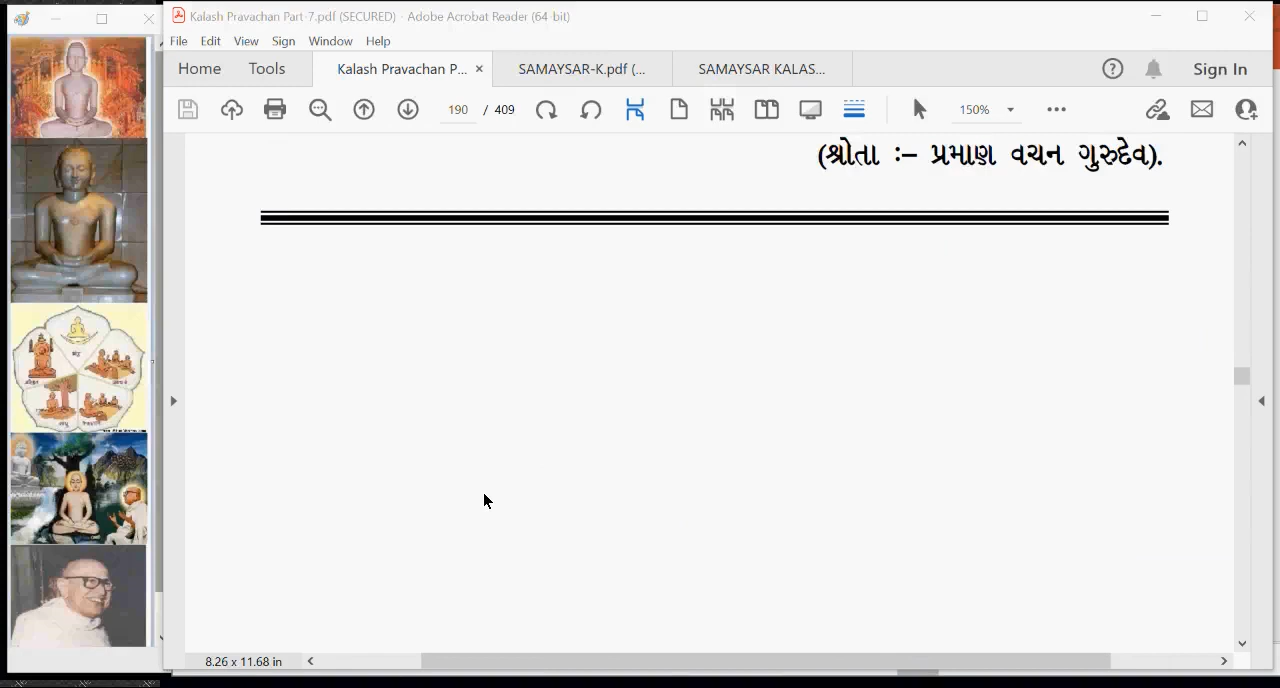 Kalash Pravachan Part-7.pdf (SECURED) - Adobe Acrobat Reader (64-bit)
File Edit View Sign Window Help
Home Tools Kalash Pravachan P... × SAMAYSAR-K.pdf (... SAMAYSAR KALAS... Sign In
190 / 409 150%
(શ્રોતા :– પ્રમાણ વચન ગુરુદેવ).
8.26 x 11.68 in